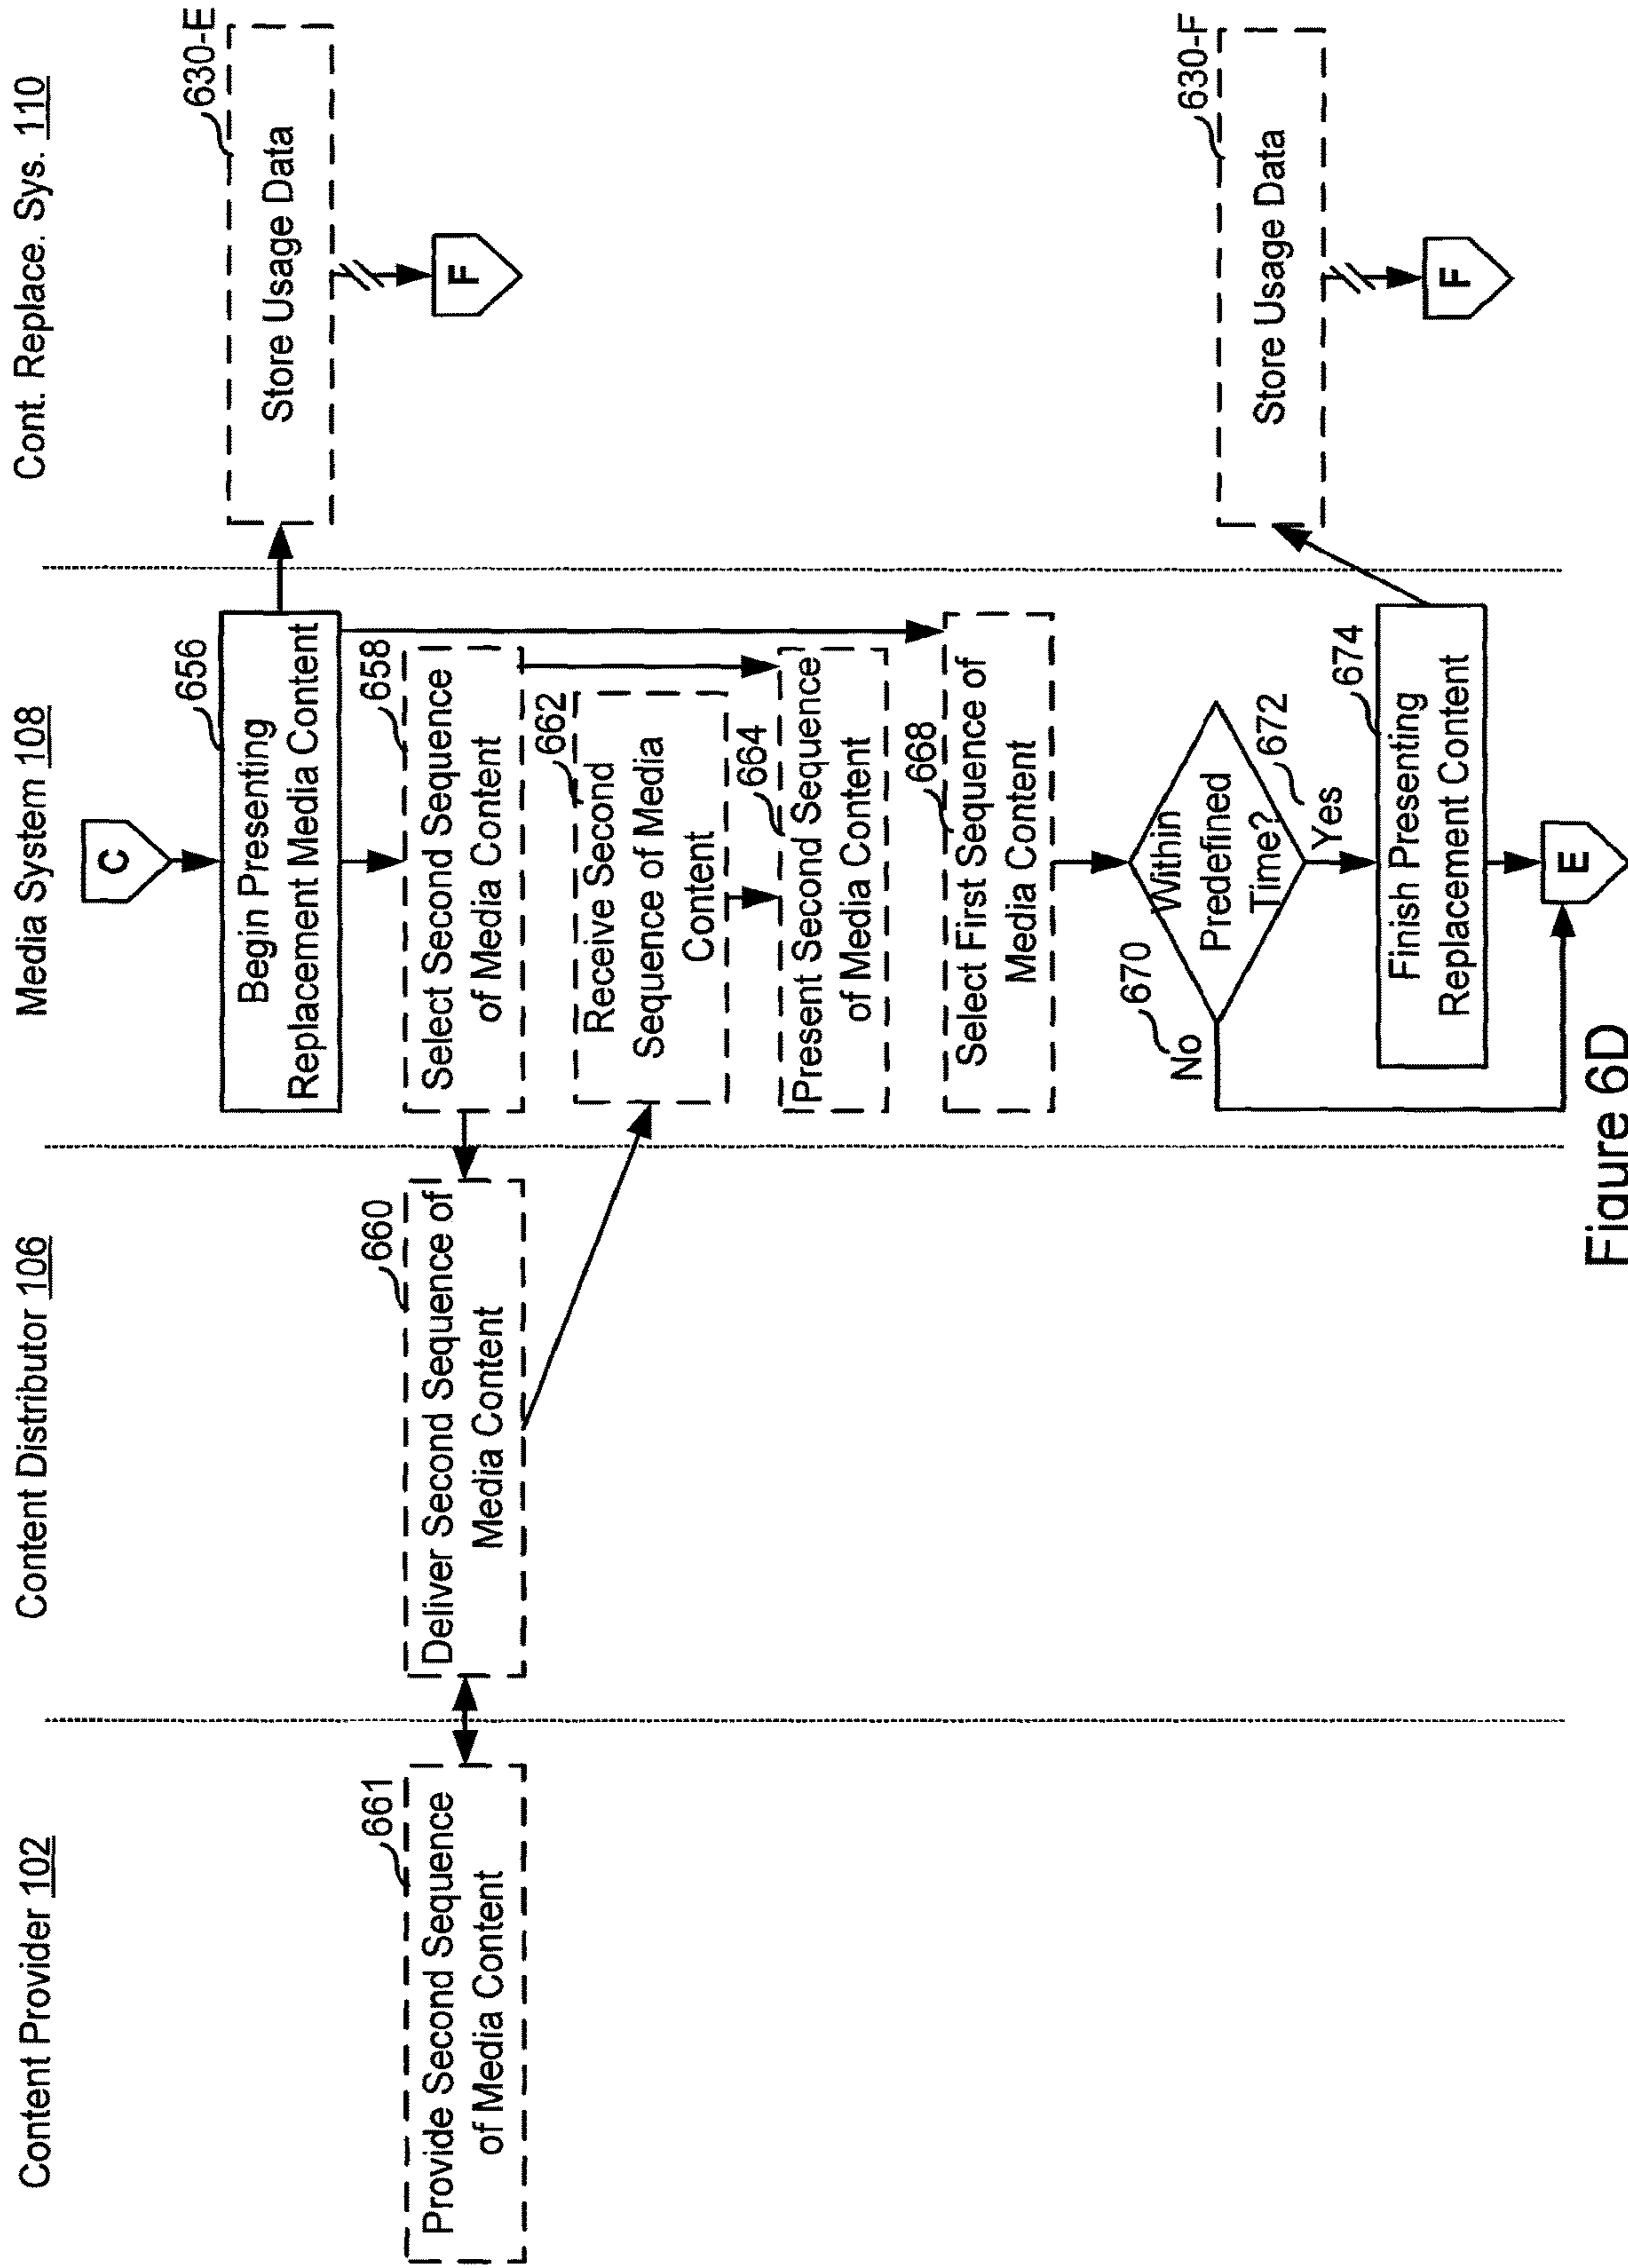 Content Provider 102
Content Distributor 106
Media System 108
Cont. Replace. Sys. 110
C
656
Begin Presenting
Replacement Media Content
630-E
Store Usage Data
F
661
Provide Second Sequence
of Media Content
660
Deliver Second Sequence of
Media Content
658
Select Second Sequence
of Media Content
662
Receive Second
Sequence of Media
Content
664
Present Second Sequence
of Media Content
668
Select First Sequence of
Media Content
Within
Predefined
Time?
670
No
672
Yes
674
Finish Presenting
Replacement Content
630-F
Store Usage Data
F
E
Figure 6D